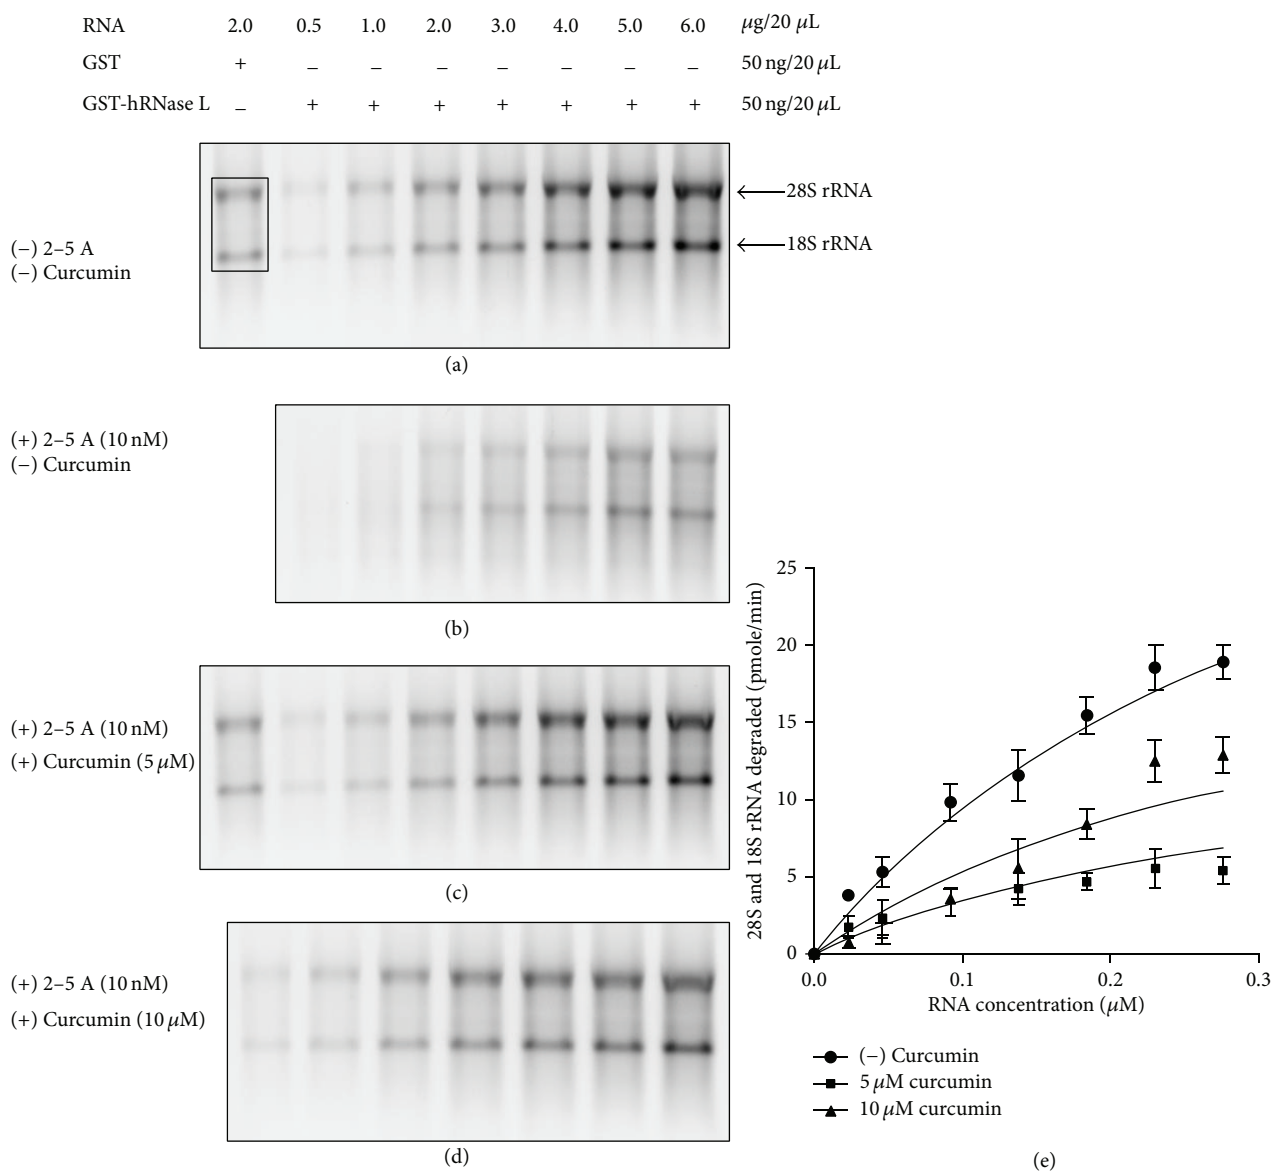 RNA 2.0 0.5 1.0 2.0 3.0 4.0 5.0 6.0 μg/20 μL
GST + − − − − − − − 50 ng/20 μL
GST-hRNase L − + + + + + + + 50 ng/20 μL
28S rRNA
18S rRNA
(−) 2–5 A
(−) Curcumin
(a)
(+) 2–5 A (10 nM)
(−) Curcumin
(b)
(+) 2–5 A (10 nM)
(+) Curcumin (5 μM)
(c)
(+) 2–5 A (10 nM)
(+) Curcumin (10 μM)
(d)
28S and 18S rRNA degraded (pmole/min)
25
20
15
10
5
0
0.0 0.1 0.2 0.3
RNA concentration (μM)
(−) Curcumin
5 μM curcumin
10 μM curcumin
(e)